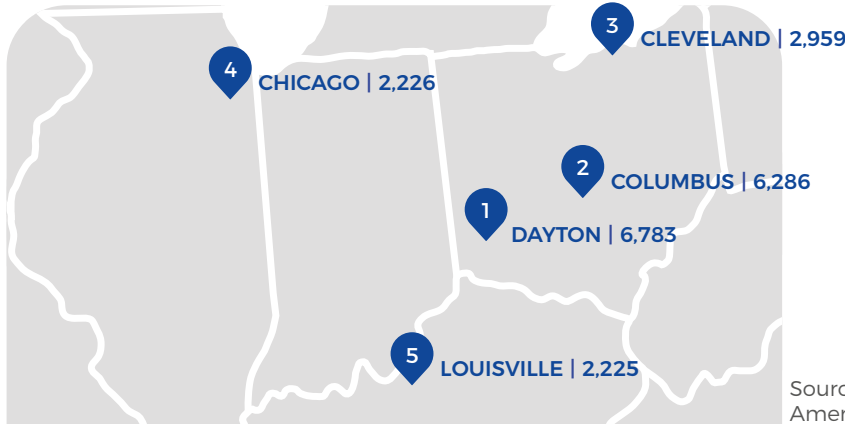 3
CLEVELAND | 2,959
4
CHICAGO | 2,226
2
COLUMBUS | 6,286
1
DAYTON | 6,783
5
LOUISVILLE | 2,225